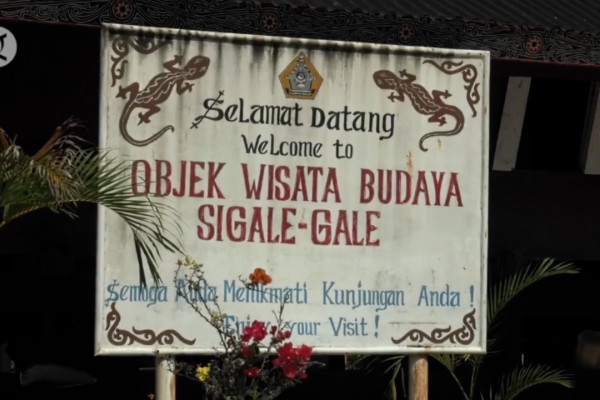 Selamat Datang
Welcome to
OBJEK WISATA BUDAYA
SIGALE-GALE
Semoga Anda Menikmati Kunjungan Anda !
your Visit !